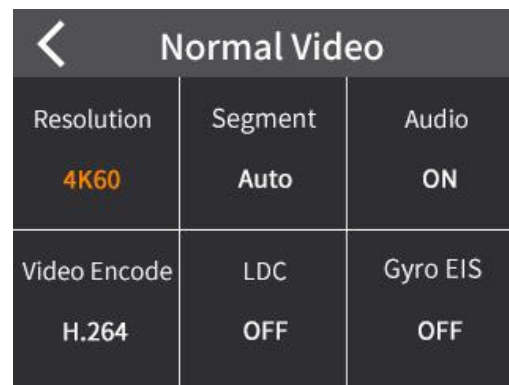 Normal Video
Resolution Segment Audio
4K60 Auto ON
Video Encode LDC Gyro EIS
H.264 OFF OFF